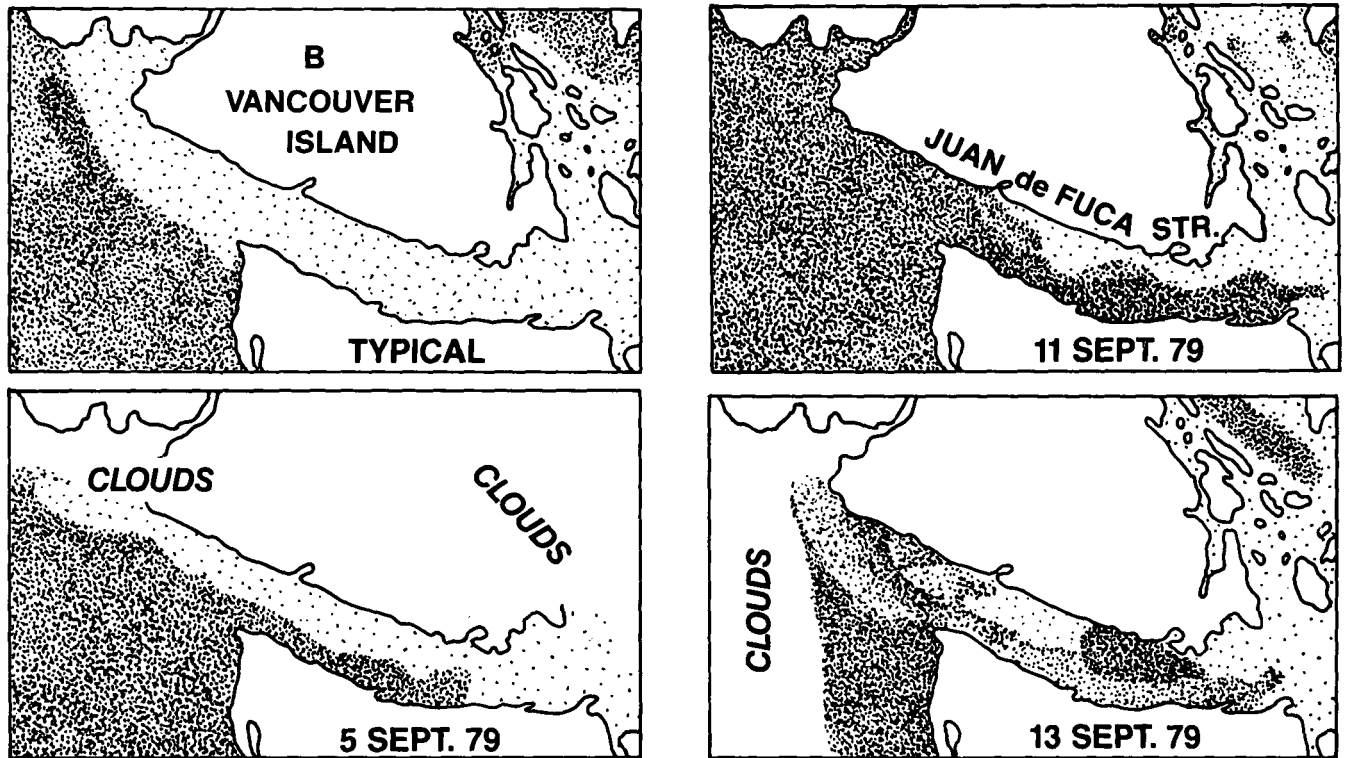 B
VANCOUVER
ISLAND
TYPICAL
JUAN de FUCA STR.
11 SEPT. 79
CLOUDS
CLOUDS
5 SEPT. 79
CLOUDS
13 SEPT. 79